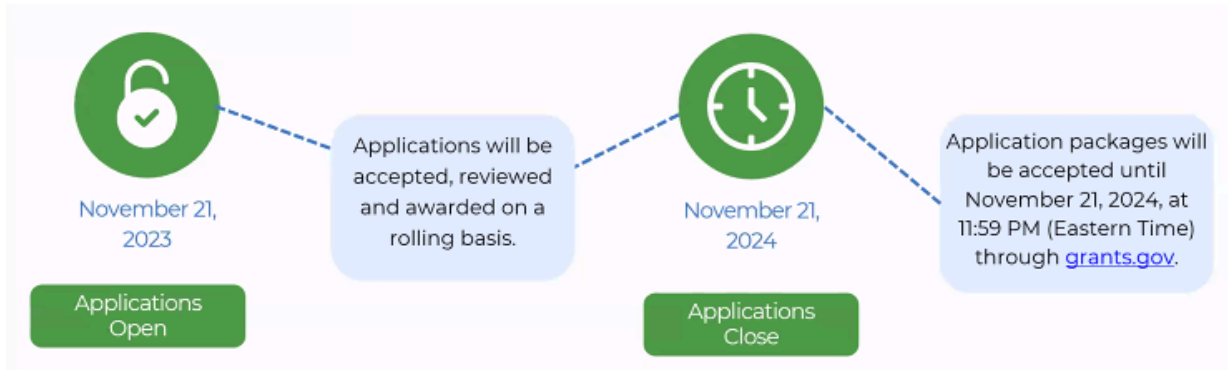 November 21,
2023
Applications
Open
Applications will be
accepted, reviewed
and awarded on a
rolling basis.
November 21,
2024
Applications
Close
Application packages will
be accepted until
November 21, 2024, at
11:59 PM (Eastern Time)
through grants.gov.